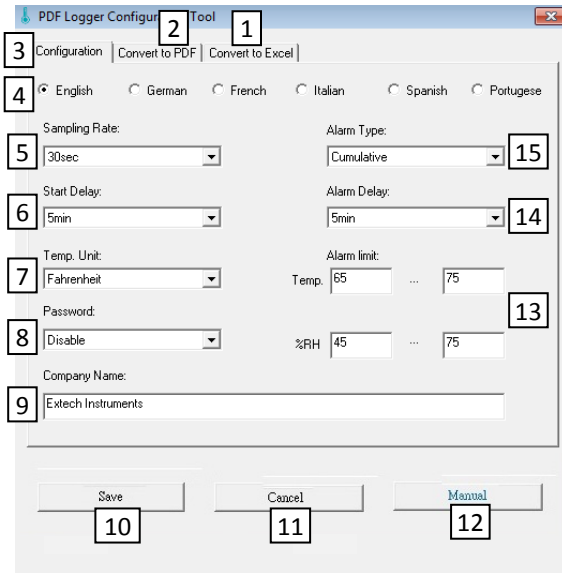 PDF Logger Configur Tool
2 1
3 Configuration Convert to PDF Convert to Excel
4 English German French Italian Spanish Portugese
Sampling Rate: Alarm Type:
5 30sec Cumulative 15
Start Delay: Alarm Delay:
6 5min 5min 14
Temp. Unit: Alarm limit:
7 Fahrenheit Temp. 65 ... 75
Password: 13
8 Disable %RH 45 ... 75
Company Name:
9 Extech Instruments
Save Cancel Manual
10 11 12